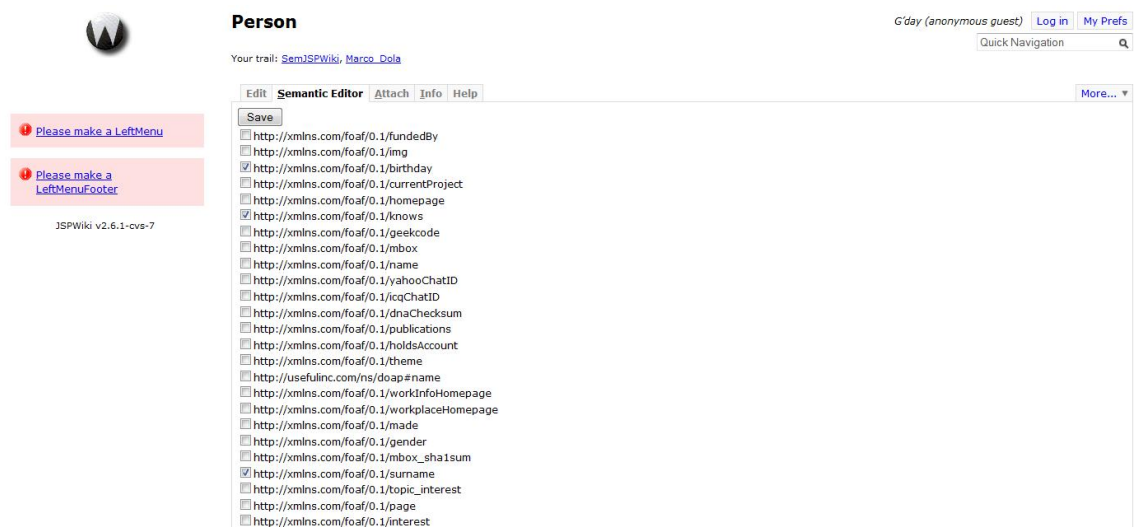 Person
G'day (anonymous guest) Log in My Prefs
Quick Navigation
Your trail: SemJSPWiki, Marco_Dola
Edit Semantic Editor Attach Info Help More...
Save
Please make a LeftMenu
Please make a
LeftMenuFooter
JSPWiki v2.6.1-cvs-7
http://xmlns.com/foaf/0.1/fundedBy
http://xmlns.com/foaf/0.1/img
http://xmlns.com/foaf/0.1/birthday
http://xmlns.com/foaf/0.1/currentProject
http://xmlns.com/foaf/0.1/homepage
http://xmlns.com/foaf/0.1/knows
http://xmlns.com/foaf/0.1/geekcode
http://xmlns.com/foaf/0.1/mbox
http://xmlns.com/foaf/0.1/name
http://xmlns.com/foaf/0.1/yahooChatID
http://xmlns.com/foaf/0.1/icqChatID
http://xmlns.com/foaf/0.1/dnaChecksum
http://xmlns.com/foaf/0.1/publications
http://xmlns.com/foaf/0.1/holdsAccount
http://xmlns.com/foaf/0.1/theme
http://usefulinc.com/ns/doap#name
http://xmlns.com/foaf/0.1/workInfoHomepage
http://xmlns.com/foaf/0.1/workplaceHomepage
http://xmlns.com/foaf/0.1/made
http://xmlns.com/foaf/0.1/gender
http://xmlns.com/foaf/0.1/mbox_sha1sum
http://xmlns.com/foaf/0.1/surname
http://xmlns.com/foaf/0.1/topic_interest
http://xmlns.com/foaf/0.1/page
http://xmlns.com/foaf/0.1/interest